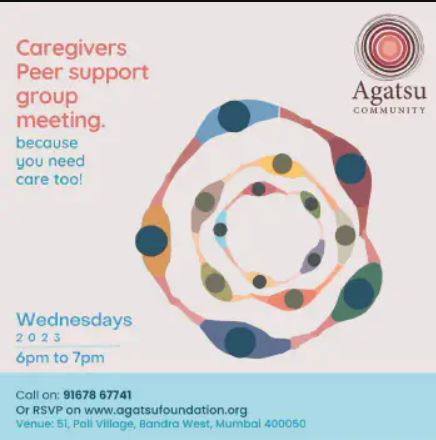 Caregivers
Peer support
group
meeting.
because
you need
care too!
Agatsu
COMMUNITY
Wednesdays
2023
6pm to 7pm
Call on: 91678 67741
Or RSVP on www.agatsufoundation.org
Venue: 51, Pali Village, Bandra West, Mumbai 400050